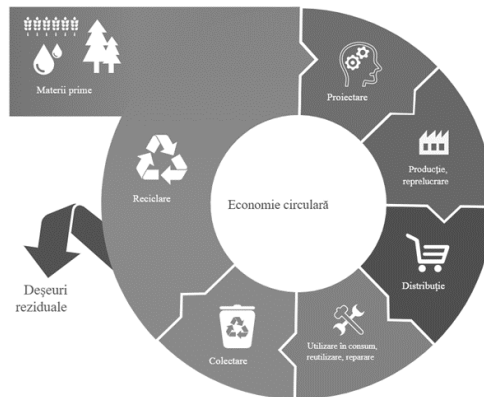 Materii prime
Proiectare
Producție,
reprelucrare
Distribuție
Utilizare în consum,
reutilizare, reparare
Colectare
Reciclare
Deșeuri
reziduale
Economie circulară